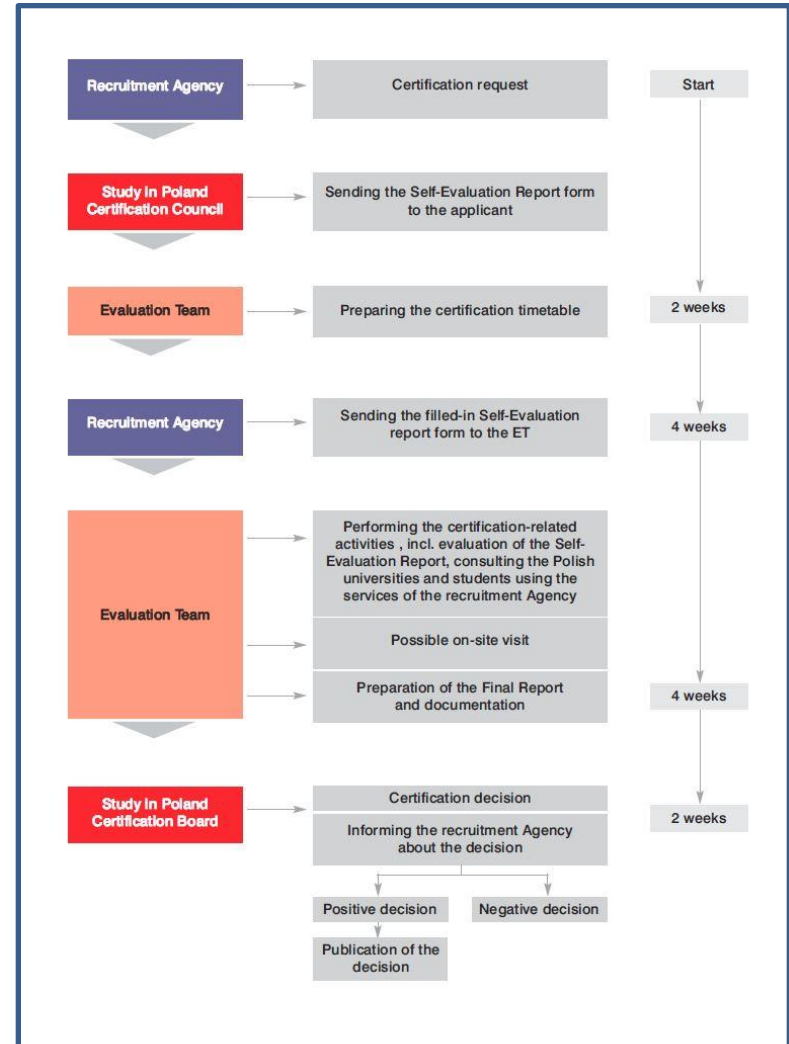 Recruitment Agency
Certification request
Start
Study in Poland
Certification Council
Sending the Self-Evaluation Report form
to the applicant
Evaluation Team
Preparing the certification timetable
2 weeks
Recruitment Agency
Sending the filled-in Self-Evaluation
report form to the ET
4 weeks
Evaluation Team
Performing the certification-related
activities , incl. evaluation of the Self-
Evaluation Report, consulting the Polish
universities and students using the
services of the recruitment Agency
Possible on-site visit
Preparation of the Final Report
and documentation
4 weeks
Study in Poland
Certification Board
Certification decision
Informing the recruitment Agency
about the decision
2 weeks
Positive decision
Negative decision
Publication of the
decision